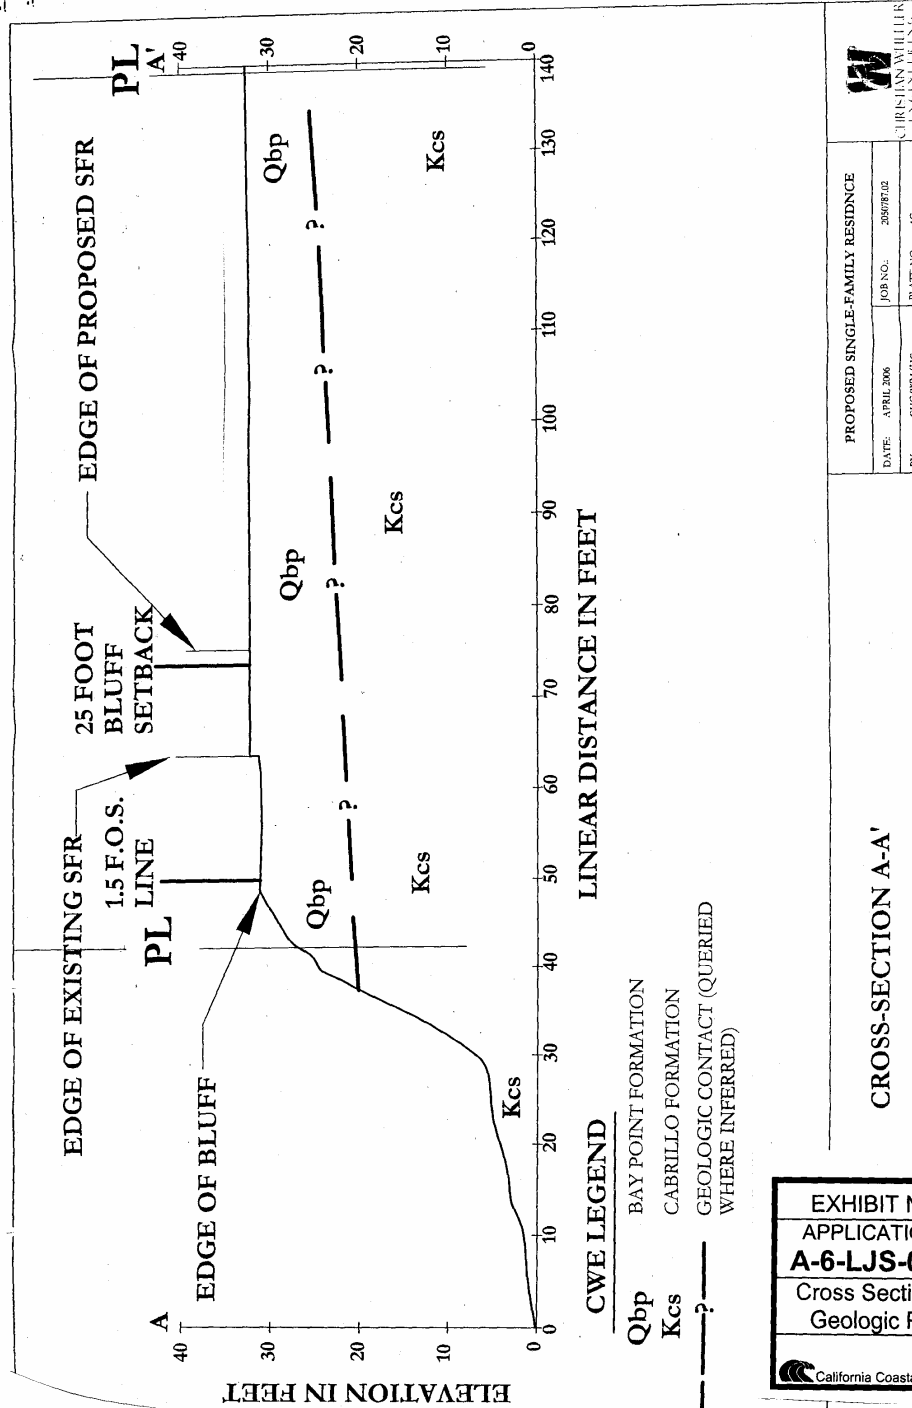 A
A'
PL
PL
EDGE OF EXISTING SFR
1.5 F.O.S.
LINE
25 FOOT
BLUFF
SETBACK
EDGE OF PROPOSED SFR
EDGE OF BLUFF
ELEVATION IN FEET
40
30
20
10
0
40
30
20
10
0
Qbp
Qbp
Qbp
? ? ? ?
Kcs
Kcs
Kcs
Kcs
0 10 20 30 40 50 60 70 80 90 100 110 120 130 140
LINEAR DISTANCE IN FEET
CWE LEGEND
Qbp BAY POINT FORMATION
Kcs CABRILLO FORMATION
? GEOLOGIC CONTACT (QUERIED
WHERE INFERRED)
CROSS-SECTION A-A'
PROPOSED SINGLE-FAMILY RESIDNCE
DATE: APRIL 2006 JOB NO.: 2050787.02
CHRISTIAN WHEELER
EXHIBIT N
APPLICATIO
A-6-LJS-0
Cross Secti
Geologic R
California Coasta